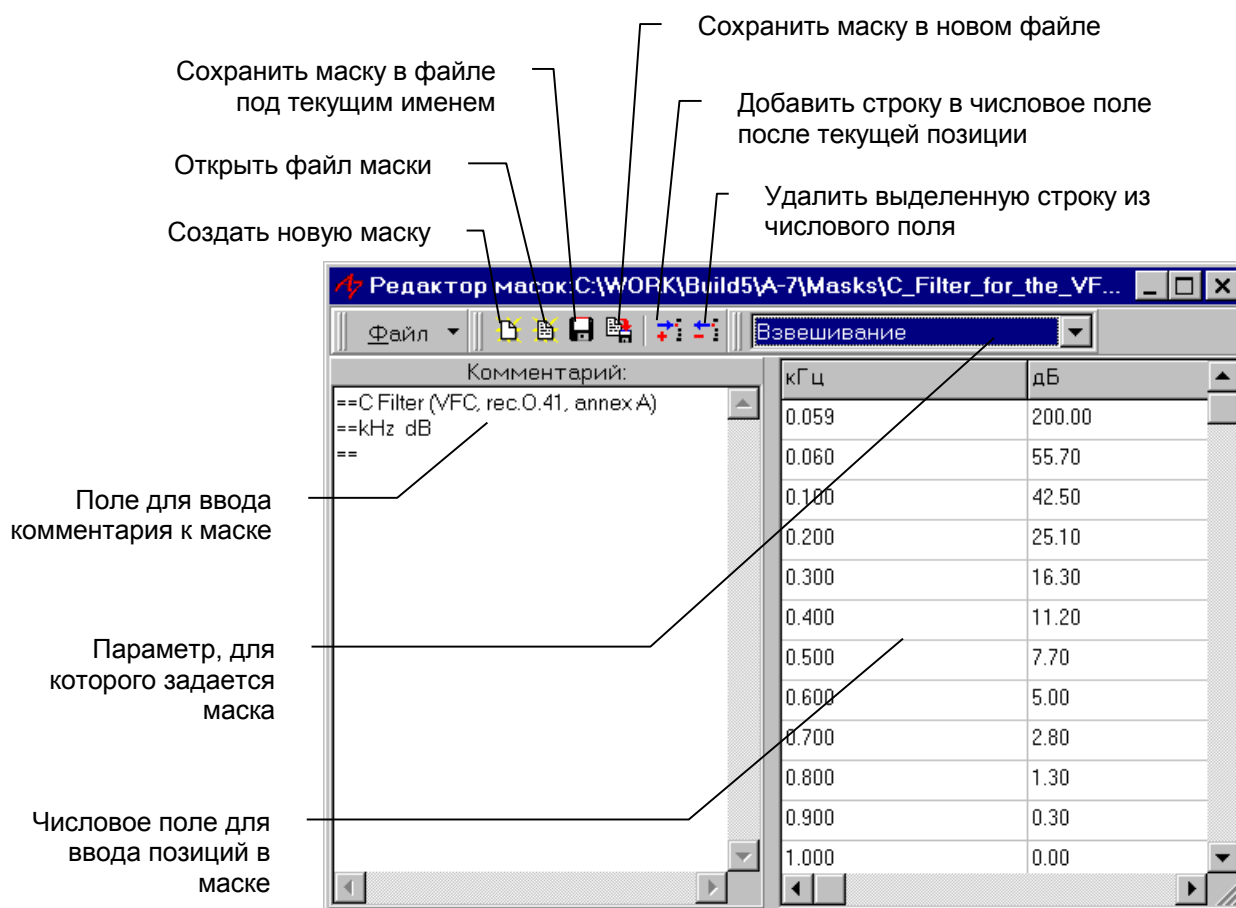 Сохранить маску в новом файле
Сохранить маску в файле
под текущим именем
Добавить строку в числовое поле
после текущей позиции
Открыть файл маски
Удалить выделенную строку из
числового поля
Создать новую маску
Редактор масок:C:\WORK\Build5\A-7\Masks\C_Filter_for_the_VF...
Файл
Взвешивание
Комментарий:
==C Filter (VFC, rec.O.41, annex A)
==kHz dB
==
кГц дБ
0.059 200.00
0.060 55.70
0.100 42.50
0.200 25.10
0.300 16.30
0.400 11.20
0.500 7.70
0.600 5.00
0.700 2.80
0.800 1.30
0.900 0.30
1.000 0.00
Поле для ввода
комментария к маске
Параметр, для
которого задается
маска
Числовое поле для
ввода позиций в
маске